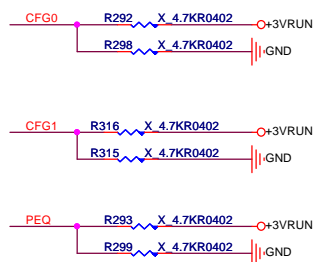 CFG0 R292 X_4.7KR0402 +3VRUN
R298 X_4.7KR0402 GND
CFG1 R316 X_4.7KR0402 +3VRUN
R315 X_4.7KR0402 GND
PEQ R293 X_4.7KR0402 +3VRUN
R299 X_4.7KR0402 GND